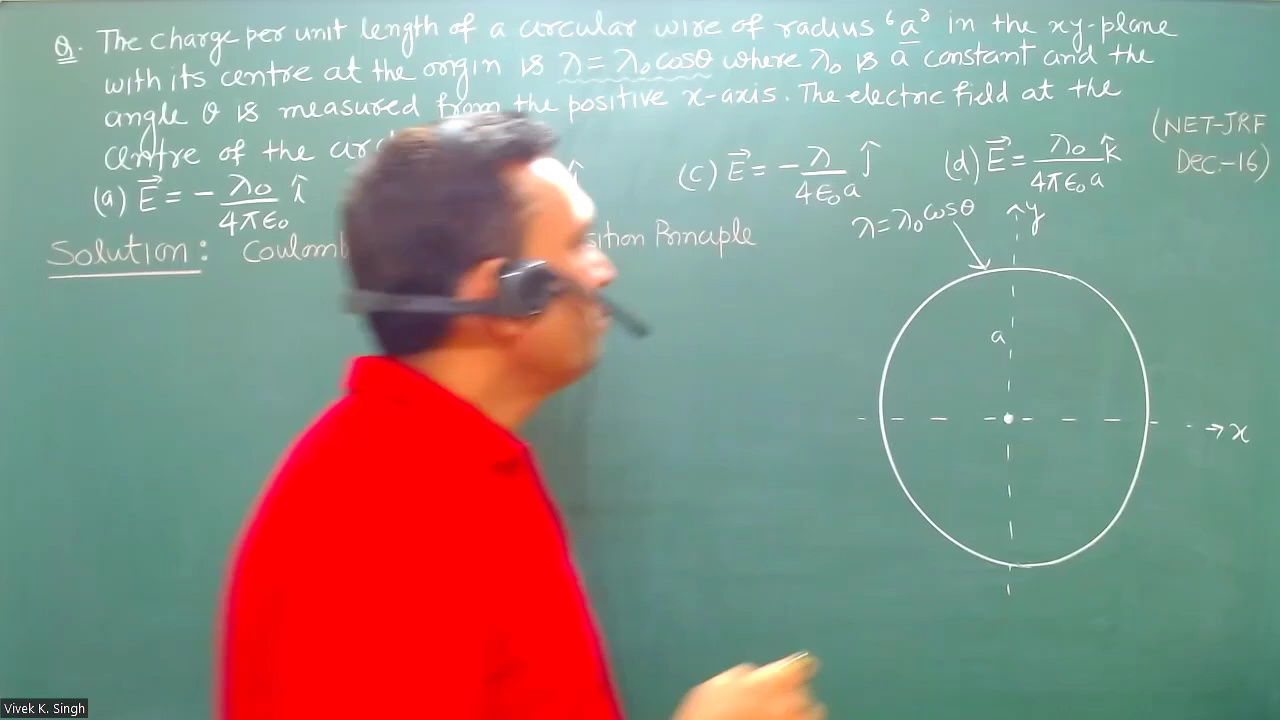 Q. The charge per unit length of a circular wire of radius 'a' in the xy-plane
with its centre at the origin is λ = λ₀cosθ where λ₀ is a constant and the
angle θ is measured from the positive x-axis. The electric field at the
centre of the
(NET-JRF
Dec.-16)
(a) E⃗ = -λ₀/4πε₀ î
(c) E⃗ = -λ/4ε₀a ĵ
(d) E⃗ = λ₀/4πε₀a k̂
Solution: Principle
λ=λ₀cosθ
y
a
x
Vivek K. Singh